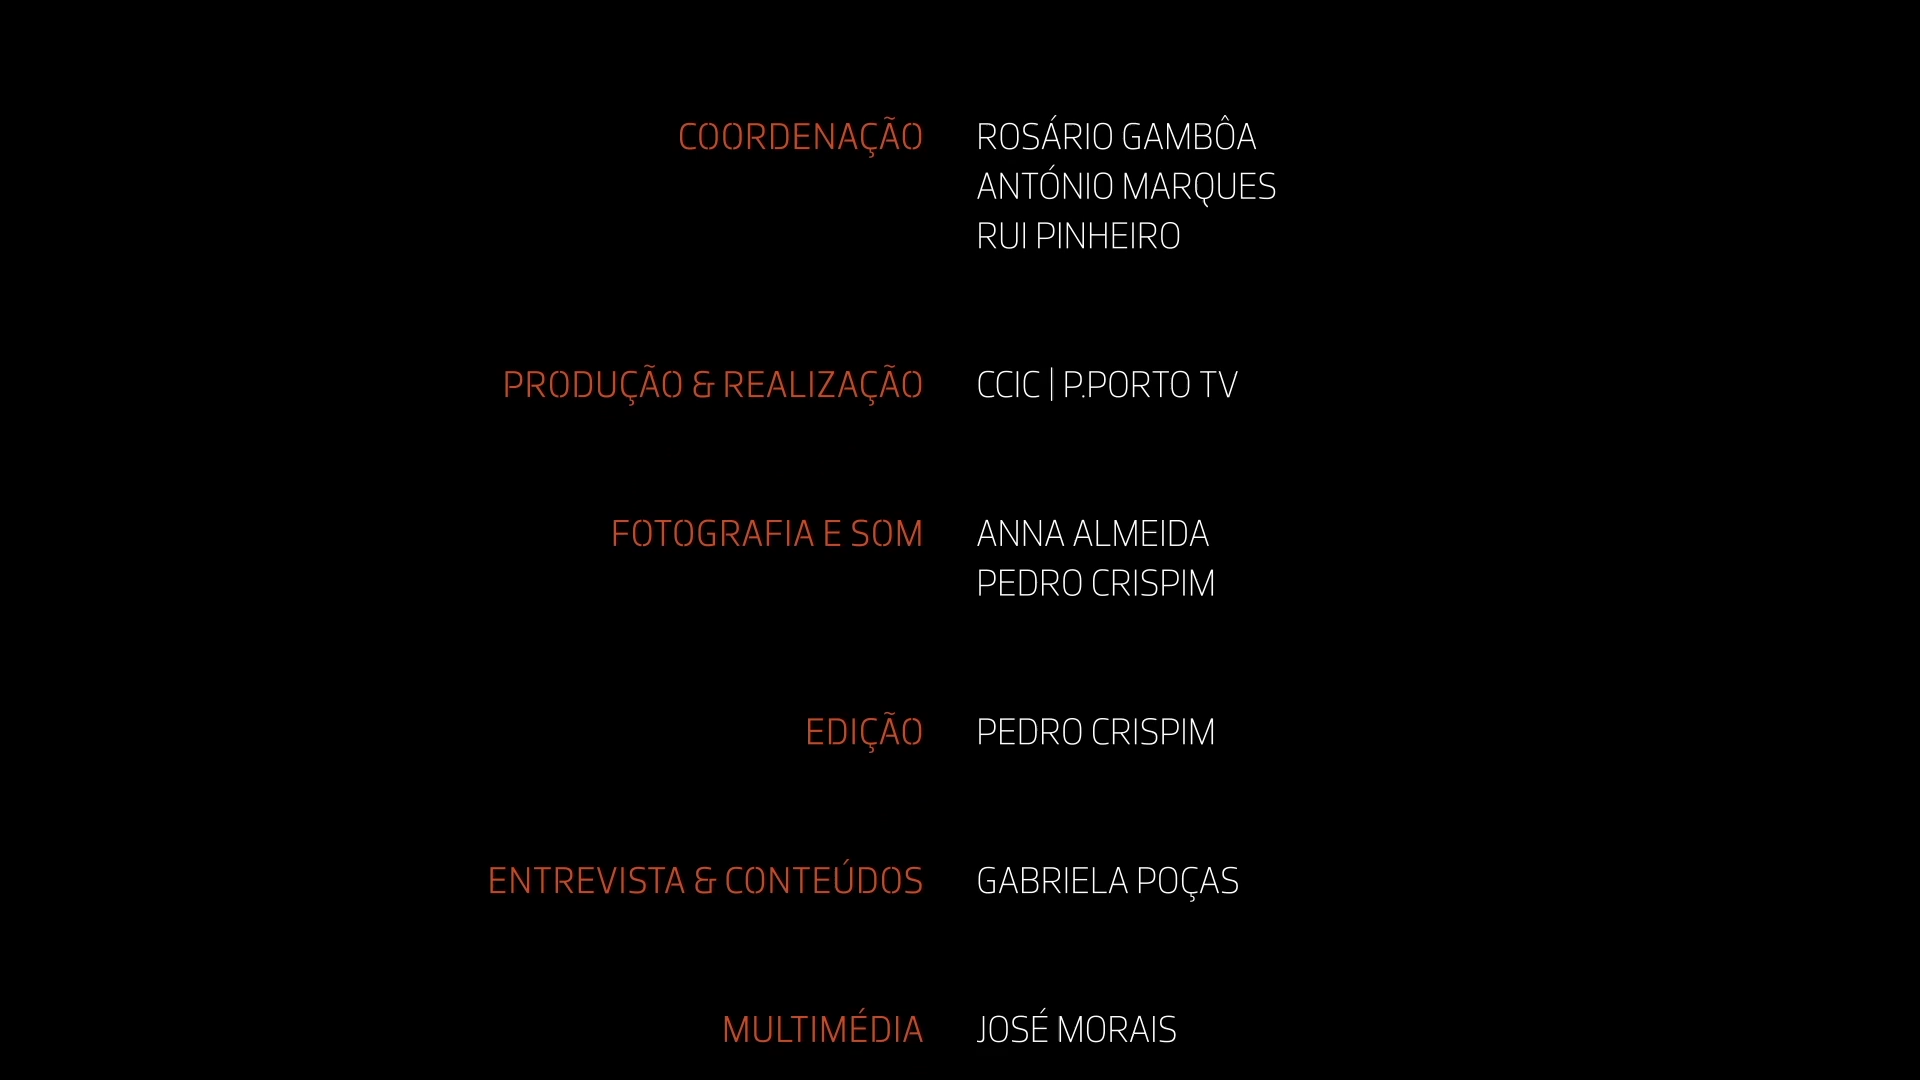 COORDENAÇÃO ROSÁRIO GAMBÔA
ANTÓNIO MARQUES
RUI PINHEIRO
PRODUÇÃO & REALIZAÇÃO CCIC | P.PORTO TV
FOTOGRAFIA E SOM ANNA ALMEIDA
PEDRO CRISPIM
EDIÇÃO PEDRO CRISPIM
ENTREVISTA & CONTEÚDOS GABRIELA POÇAS
MULTIMÉDIA JOSÉ MORAIS